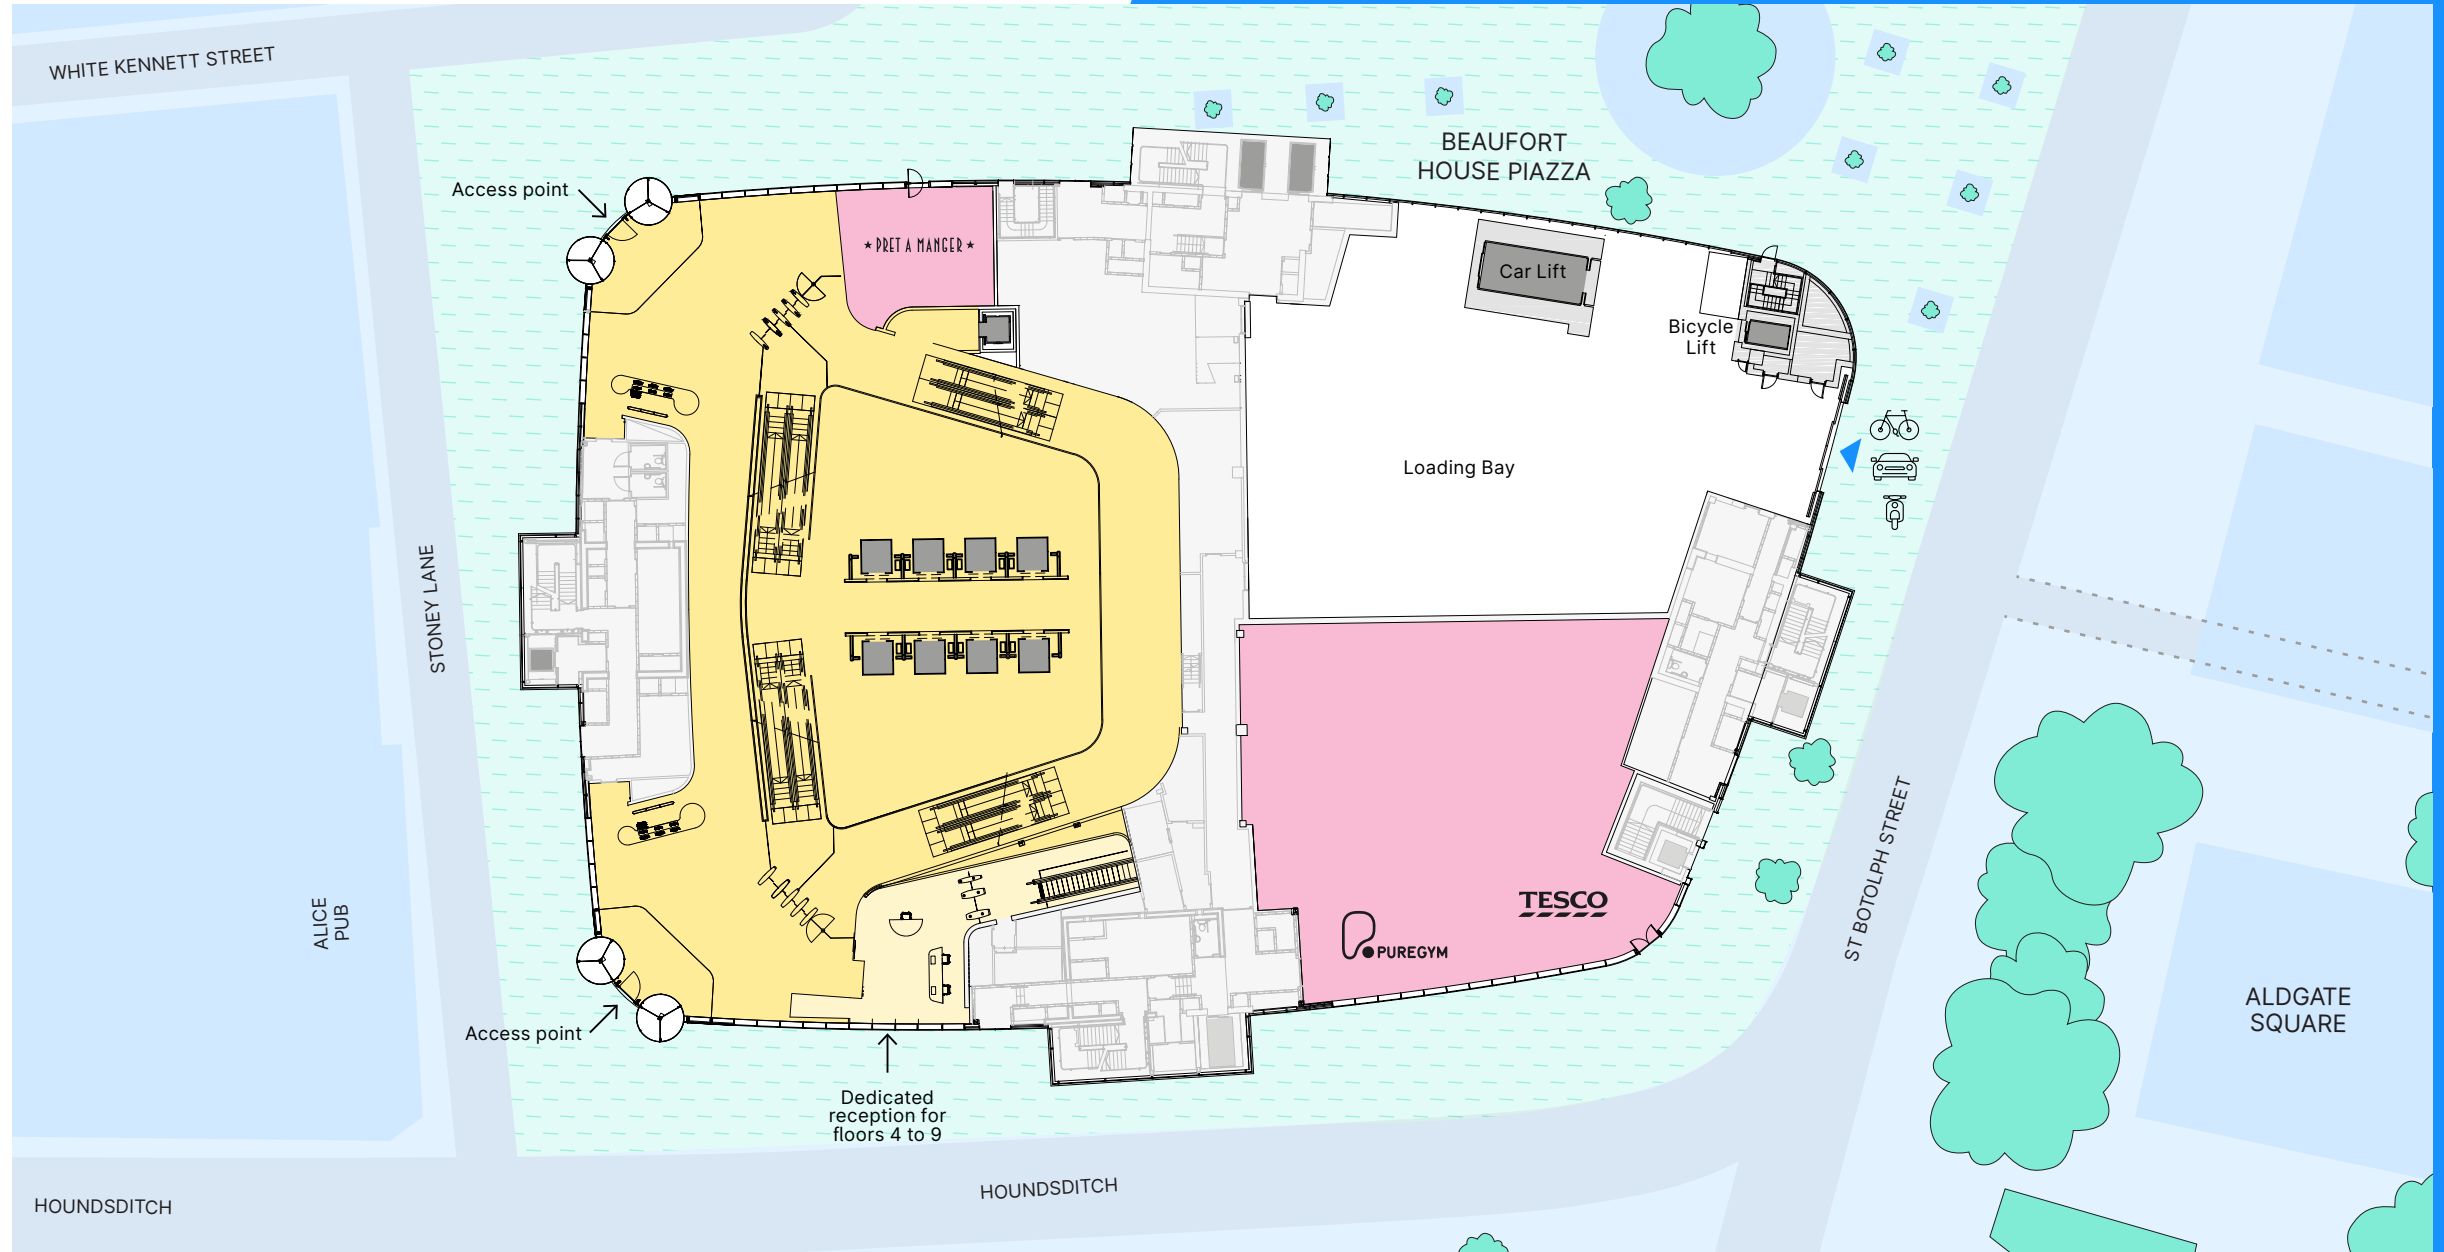 WHITE KENNETT STREET
BEAUFORT
HOUSE PIAZZA
Access point
★ PRET A MANGER ★
Car Lift
Bicycle
Lift
Loading Bay
STONEY LANE
ST BOTOLPH STREET
ALICE
PUB
TESCO
PUREGYM
ALDGATE
SQUARE
Access point
Dedicated
reception for
floors 4 to 9
HOUNDSDITCH
HOUNDSDITCH